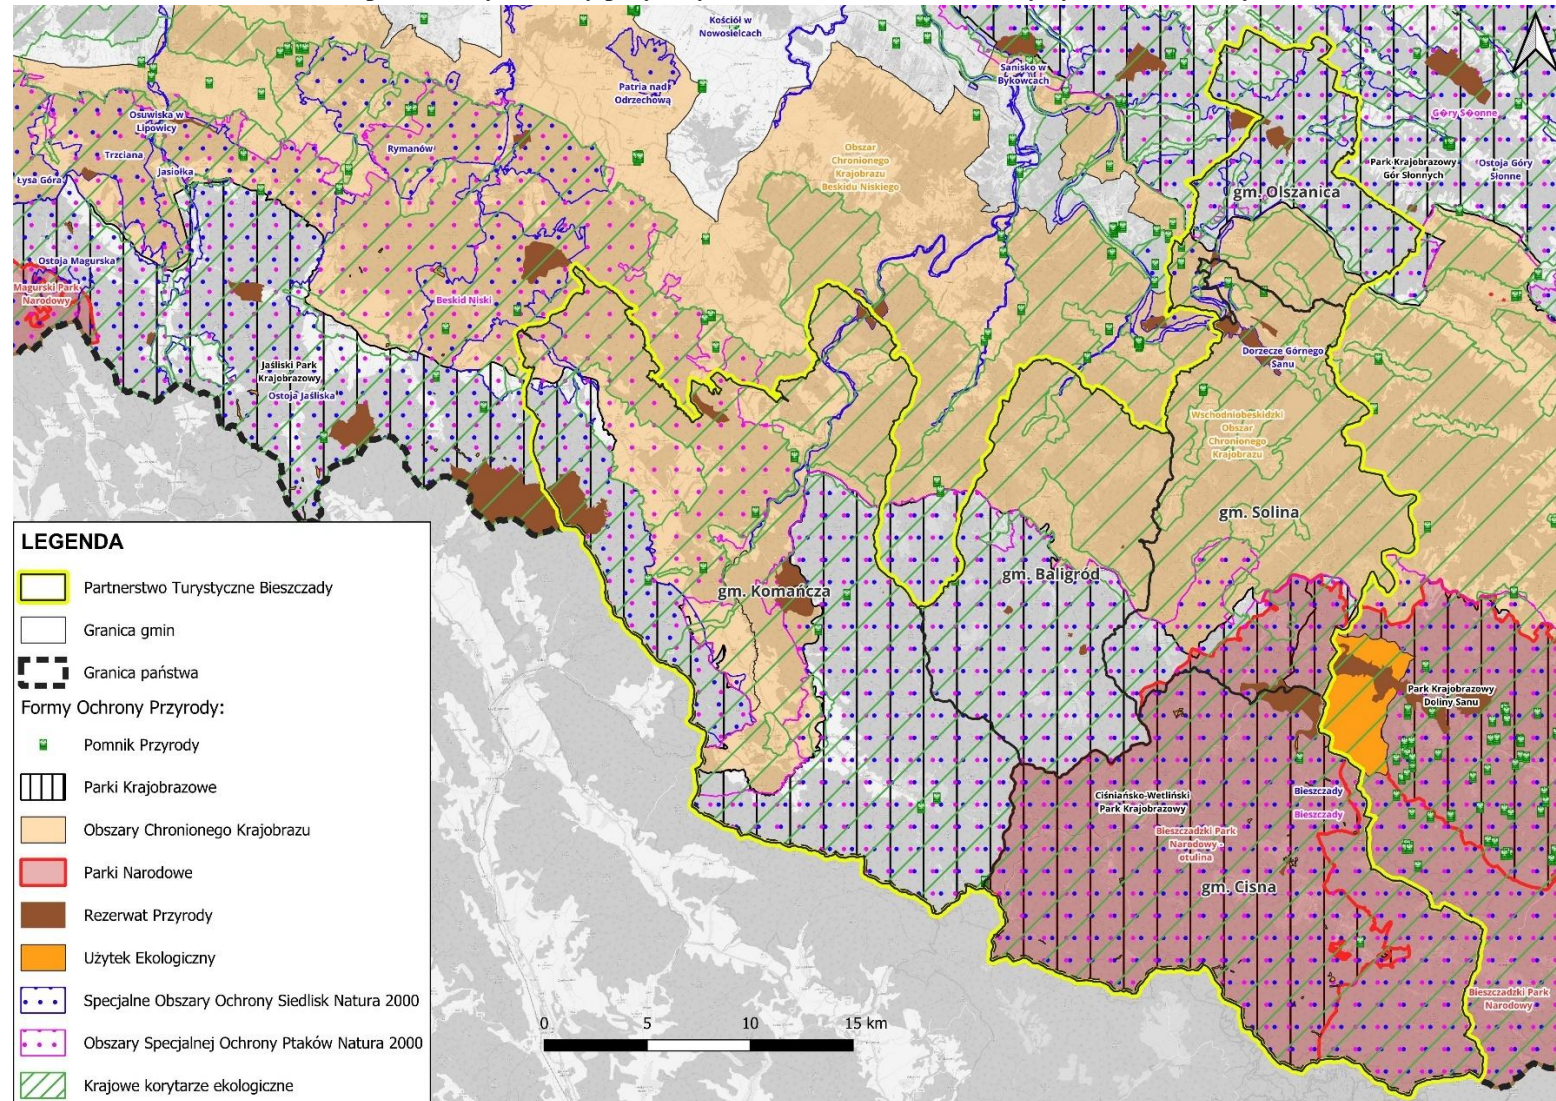 Kościół w
Nowosielcach
Sanisko w
Bykowcach
Patria nad
Odrzechową
Osuwiska w
Lipowicy
Trzciana
Rymanów
Jasiołka
Łysa Góra
Obszar
Chronionego
Krajobrazu
Beskidu Niskiego
G�ry S�onne
Park Krajobrazowy
Gór Słonnych
Ostoja Góry
Słonne
gm. Olszanica
Ostoja Magurska
Magurski Park
Narodowy
Beskid Niski
Jaśliski Park
Krajobrazowy
Ostoja Jaśliska
Dorzecze Górnego
Sanu
Wschodniobeskidzki
Obszar
Chronionego
Krajobrazu
gm. Solina
gm. Baligród
gm. Komańcza
Park Krajobrazowy
Doliny Sanu
Ciśniańsko-Wetliński
Park Krajobrazowy
Bieszczady
Bieszczady
Bieszczadzki Park
Narodowy -
otulina
gm. Cisna
Bieszczadzki Park
Narodowy
LEGENDA
Partnerstwo Turystyczne Bieszczady
Granica gmin
Granica państwa
Formy Ochrony Przyrody:
Pomnik Przyrody
Parki Krajobrazowe
Obszary Chronionego Krajobrazu
Parki Narodowe
Rezerwat Przyrody
Użytek Ekologiczny
Specjalne Obszary Ochrony Siedlisk Natura 2000
Obszary Specjalnej Ochrony Ptaków Natura 2000
Krajowe korytarze ekologiczne
0 5 10 15 km